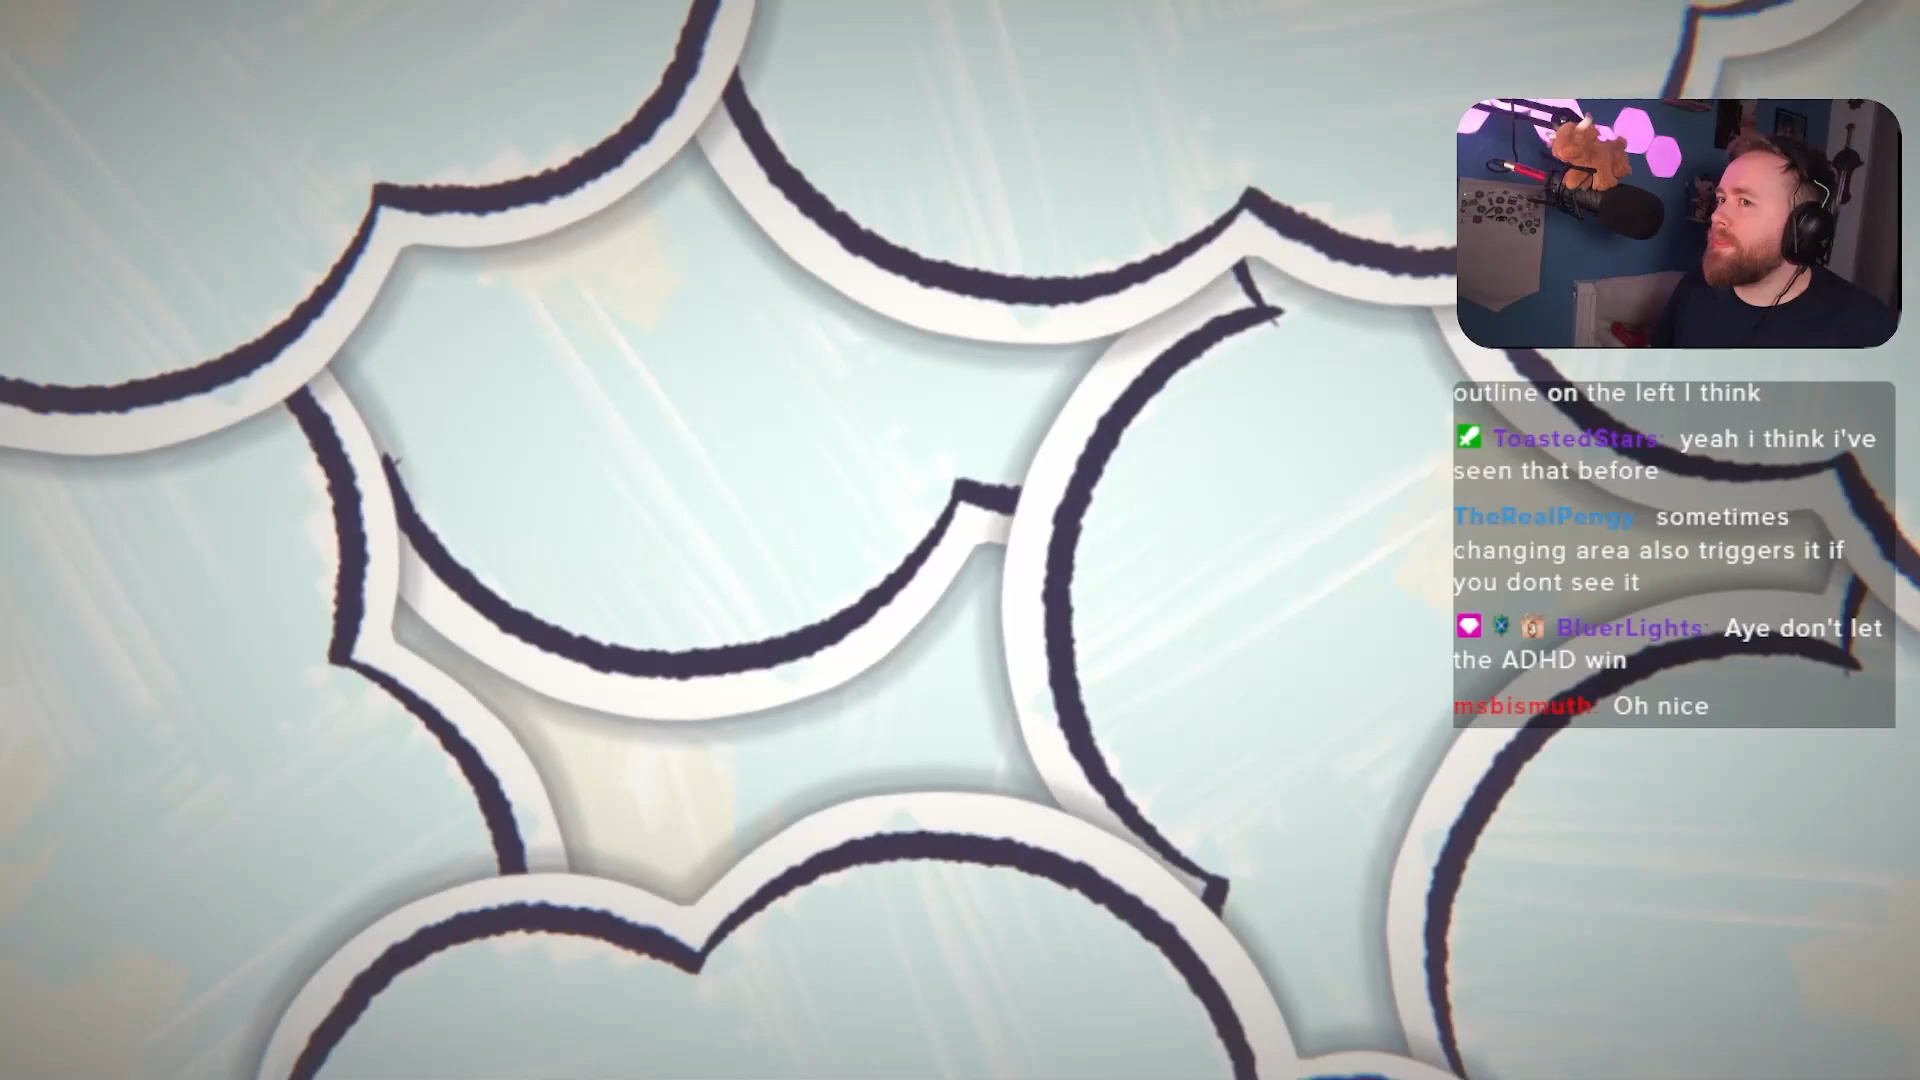 outline on the left I think
ToastedStars: yeah i think i've
seen that before
TheRealPengy: sometimes
changing area also triggers it if
you dont see it
BluerLights: Aye don't let
the ADHD win
msbismuth: Oh nice